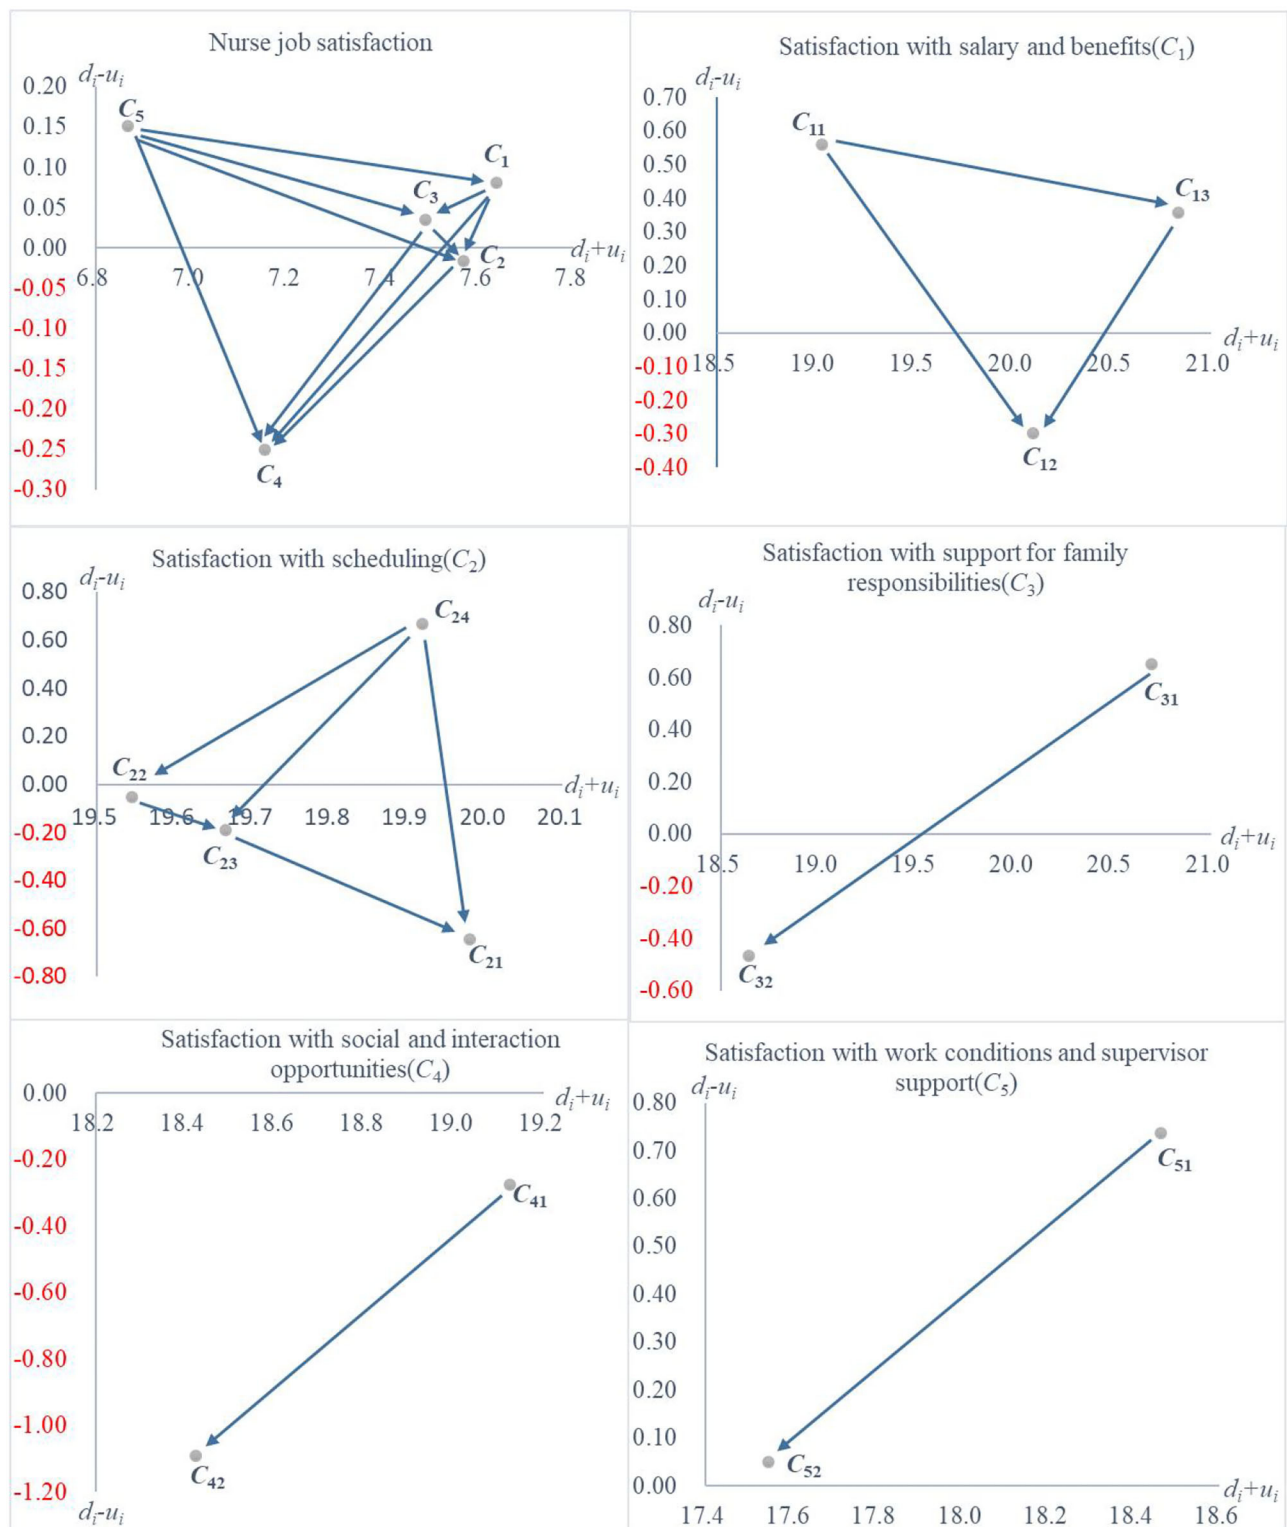 Nurse job satisfaction
dᵢ-uᵢ
0.20
C₅
0.15
0.10
C₁
C₃
0.05
0.00
dᵢ+uᵢ
C₂
6.8 7.0 7.2 7.4 7.6 7.8
-0.05
-0.10
-0.15
-0.20
-0.25
C₄
-0.30
Satisfaction with salary and benefits(C₁)
dᵢ-uᵢ
0.70
0.60
C₁₁
0.50
0.40
C₁₃
0.30
0.20
0.10
0.00
dᵢ+uᵢ
18.5 19.0 19.5 20.0 20.5 21.0
-0.10
-0.20
-0.30
C₁₂
-0.40
Satisfaction with scheduling(C₂)
dᵢ-uᵢ
0.80
C₂₄
0.60
0.40
0.20
C₂₂
0.00
dᵢ+uᵢ
19.5 19.6 19.7 19.8 19.9 20.0 20.1
-0.20
C₂₃
-0.40
-0.60
C₂₁
-0.80
Satisfaction with support for family
responsibilities(C₃)
dᵢ-uᵢ
0.80
0.60
C₃₁
0.40
0.20
0.00
dᵢ+uᵢ
18.5 19.0 19.5 20.0 20.5 21.0
-0.20
-0.40
C₃₂
-0.60
Satisfaction with social and interaction
opportunities(C₄)
0.00
dᵢ+uᵢ
18.2 18.4 18.6 18.8 19.0 19.2
-0.20
C₄₁
-0.40
-0.60
-0.80
-1.00
C₄₂
-1.20
dᵢ-uᵢ
Satisfaction with work conditions and supervisor
support(C₅)
dᵢ-uᵢ
0.80
0.70
C₅₁
0.60
0.50
0.40
0.30
0.20
0.10
C₅₂
0.00
dᵢ+uᵢ
17.4 17.6 17.8 18.0 18.2 18.4 18.6